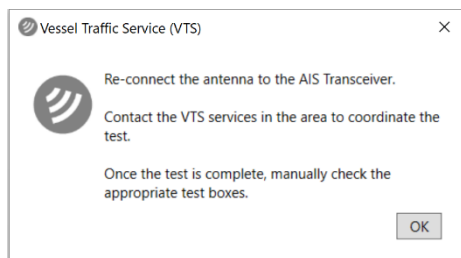 Vessel Traffic Service (VTS)
Re-connect the antenna to the AIS Transceiver.
Contact the VTS services in the area to coordinate the
test.
Once the test is complete, manually check the
appropriate test boxes.
OK